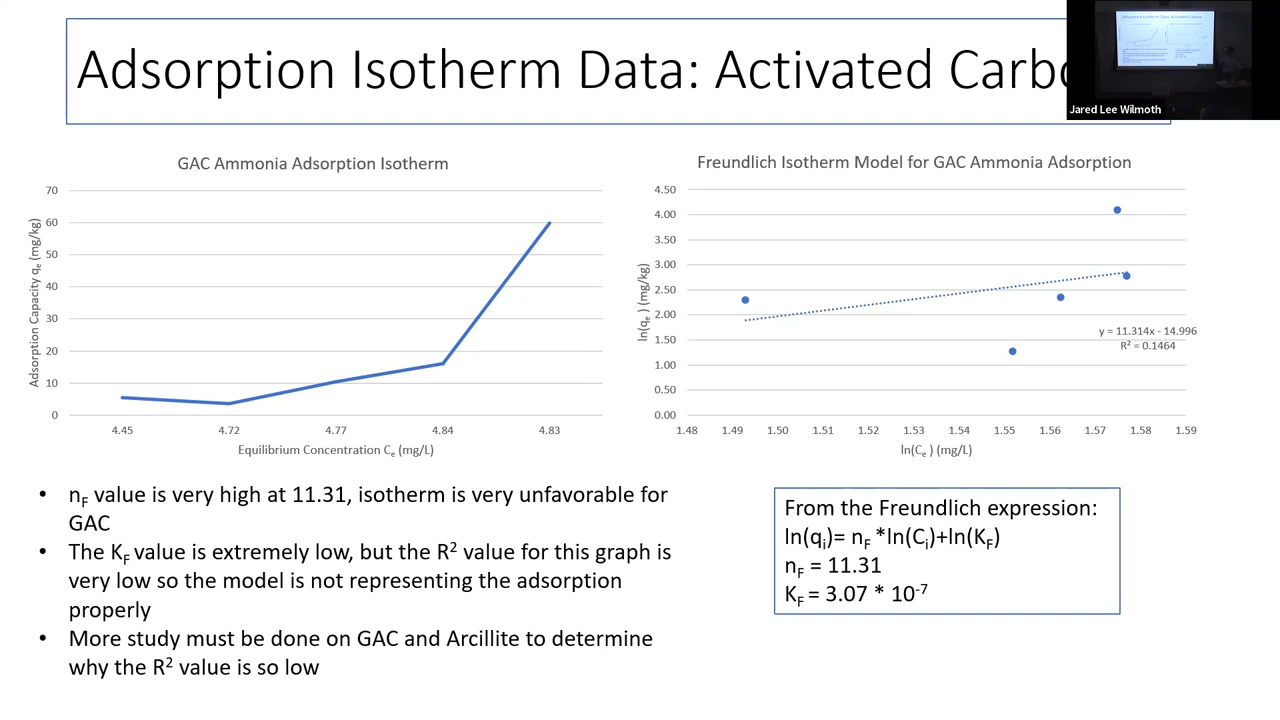 Adsorption Isotherm Data: Activated Carbo
Jared Lee Wilmoth
GAC Ammonia Adsorption Isotherm
Adsorption Capacity qe (mg/kg)
70
60
50
40
30
20
10
0
4.45 4.72 4.77 4.84 4.83
Equilibrium Concentration Ce (mg/L)
Freundlich Isotherm Model for GAC Ammonia Adsorption
ln(qe ) (mg/kg)
4.50
4.00
3.50
3.00
2.50
2.00
1.50
1.00
0.50
0.00
y = 11.314x - 14.996
R² = 0.1464
1.48 1.49 1.50 1.51 1.52 1.53 1.54 1.55 1.56 1.57 1.58 1.59
ln(Ce ) (mg/L)
• nF value is very high at 11.31, isotherm is very unfavorable for
GAC
• The KF value is extremely low, but the R² value for this graph is
very low so the model is not representing the adsorption
properly
• More study must be done on GAC and Arcillite to determine
why the R² value is so low
From the Freundlich expression:
ln(qi)= nF *ln(Ci)+ln(KF)
nF = 11.31
KF = 3.07 * 10⁻⁷